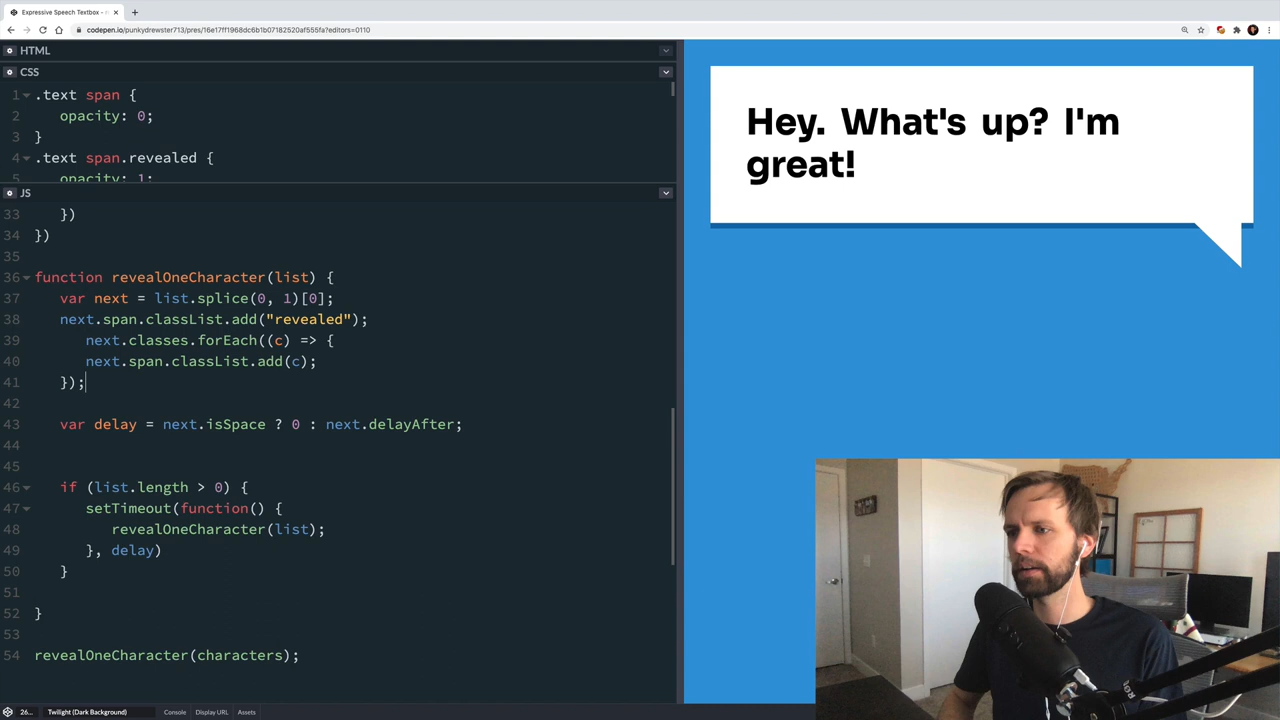 Expressive Speech Textbox -
codepen.io/punkydrewster713/pres/16e17ff1968dc6b1b07182520af555fa?editors=0110
HTML
CSS
1 .text span {
2 opacity: 0;
3 }
4 .text span.revealed {
5 opacity: 1;
JS
33 })
34 })
35
36 function revealOneCharacter(list) {
37 var next = list.splice(0, 1)[0];
38 next.span.classList.add("revealed");
39 next.classes.forEach((c) => {
40 next.span.classList.add(c);
41 });
42
43 var delay = next.isSpace ? 0 : next.delayAfter;
44
45
46 if (list.length > 0) {
47 setTimeout(function() {
48 revealOneCharacter(list);
49 }, delay)
50 }
51
52 }
53
54 revealOneCharacter(characters);
26... Twilight (Dark Background) Console Display URL Assets
Hey. What's up? I'm
great!